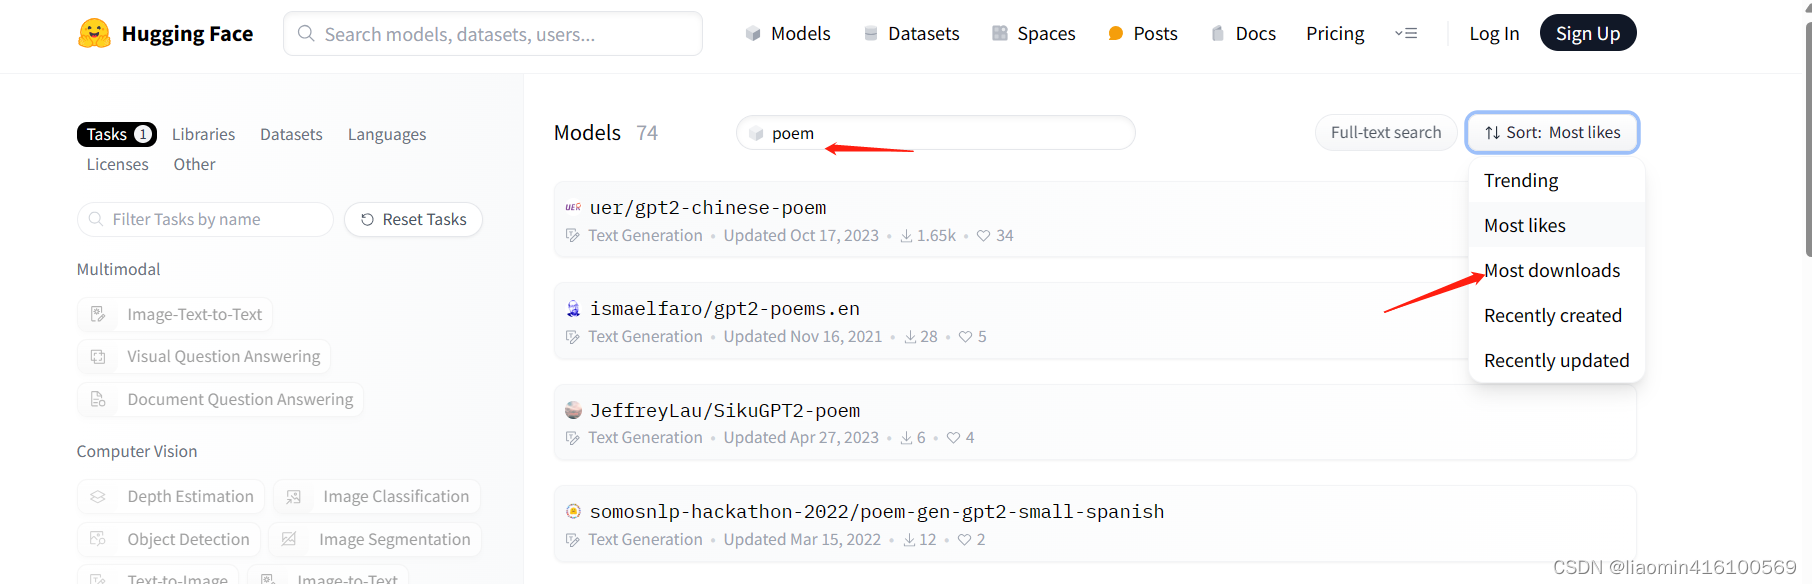 Hugging Face
Search models, datasets, users...
Models
Datasets
Spaces
Posts
Docs
Pricing
Log In
Sign Up
Tasks 1
Libraries
Datasets
Languages
Licenses
Other
Filter Tasks by name
Reset Tasks
Multimodal
Image-Text-to-Text
Visual Question Answering
Document Question Answering
Computer Vision
Depth Estimation
Image Classification
Object Detection
Image Segmentation
Text-to-Image
Image-to-Text
Models 74
poem
Full-text search
Sort: Most likes
Trending
Most likes
Most downloads
Recently created
Recently updated
UER uer/gpt2-chinese-poem
Text Generation • Updated Oct 17, 2023 • 1.65k • 34
ismaelfaro/gpt2-poems.en
Text Generation • Updated Nov 16, 2021 • 28 • 5
JeffreyLau/SikuGPT2-poem
Text Generation • Updated Apr 27, 2023 • 6 • 4
somosnlp-hackathon-2022/poem-gen-gpt2-small-spanish
Text Generation • Updated Mar 15, 2022 • 12 • 2
CSDN @liaomin416100569